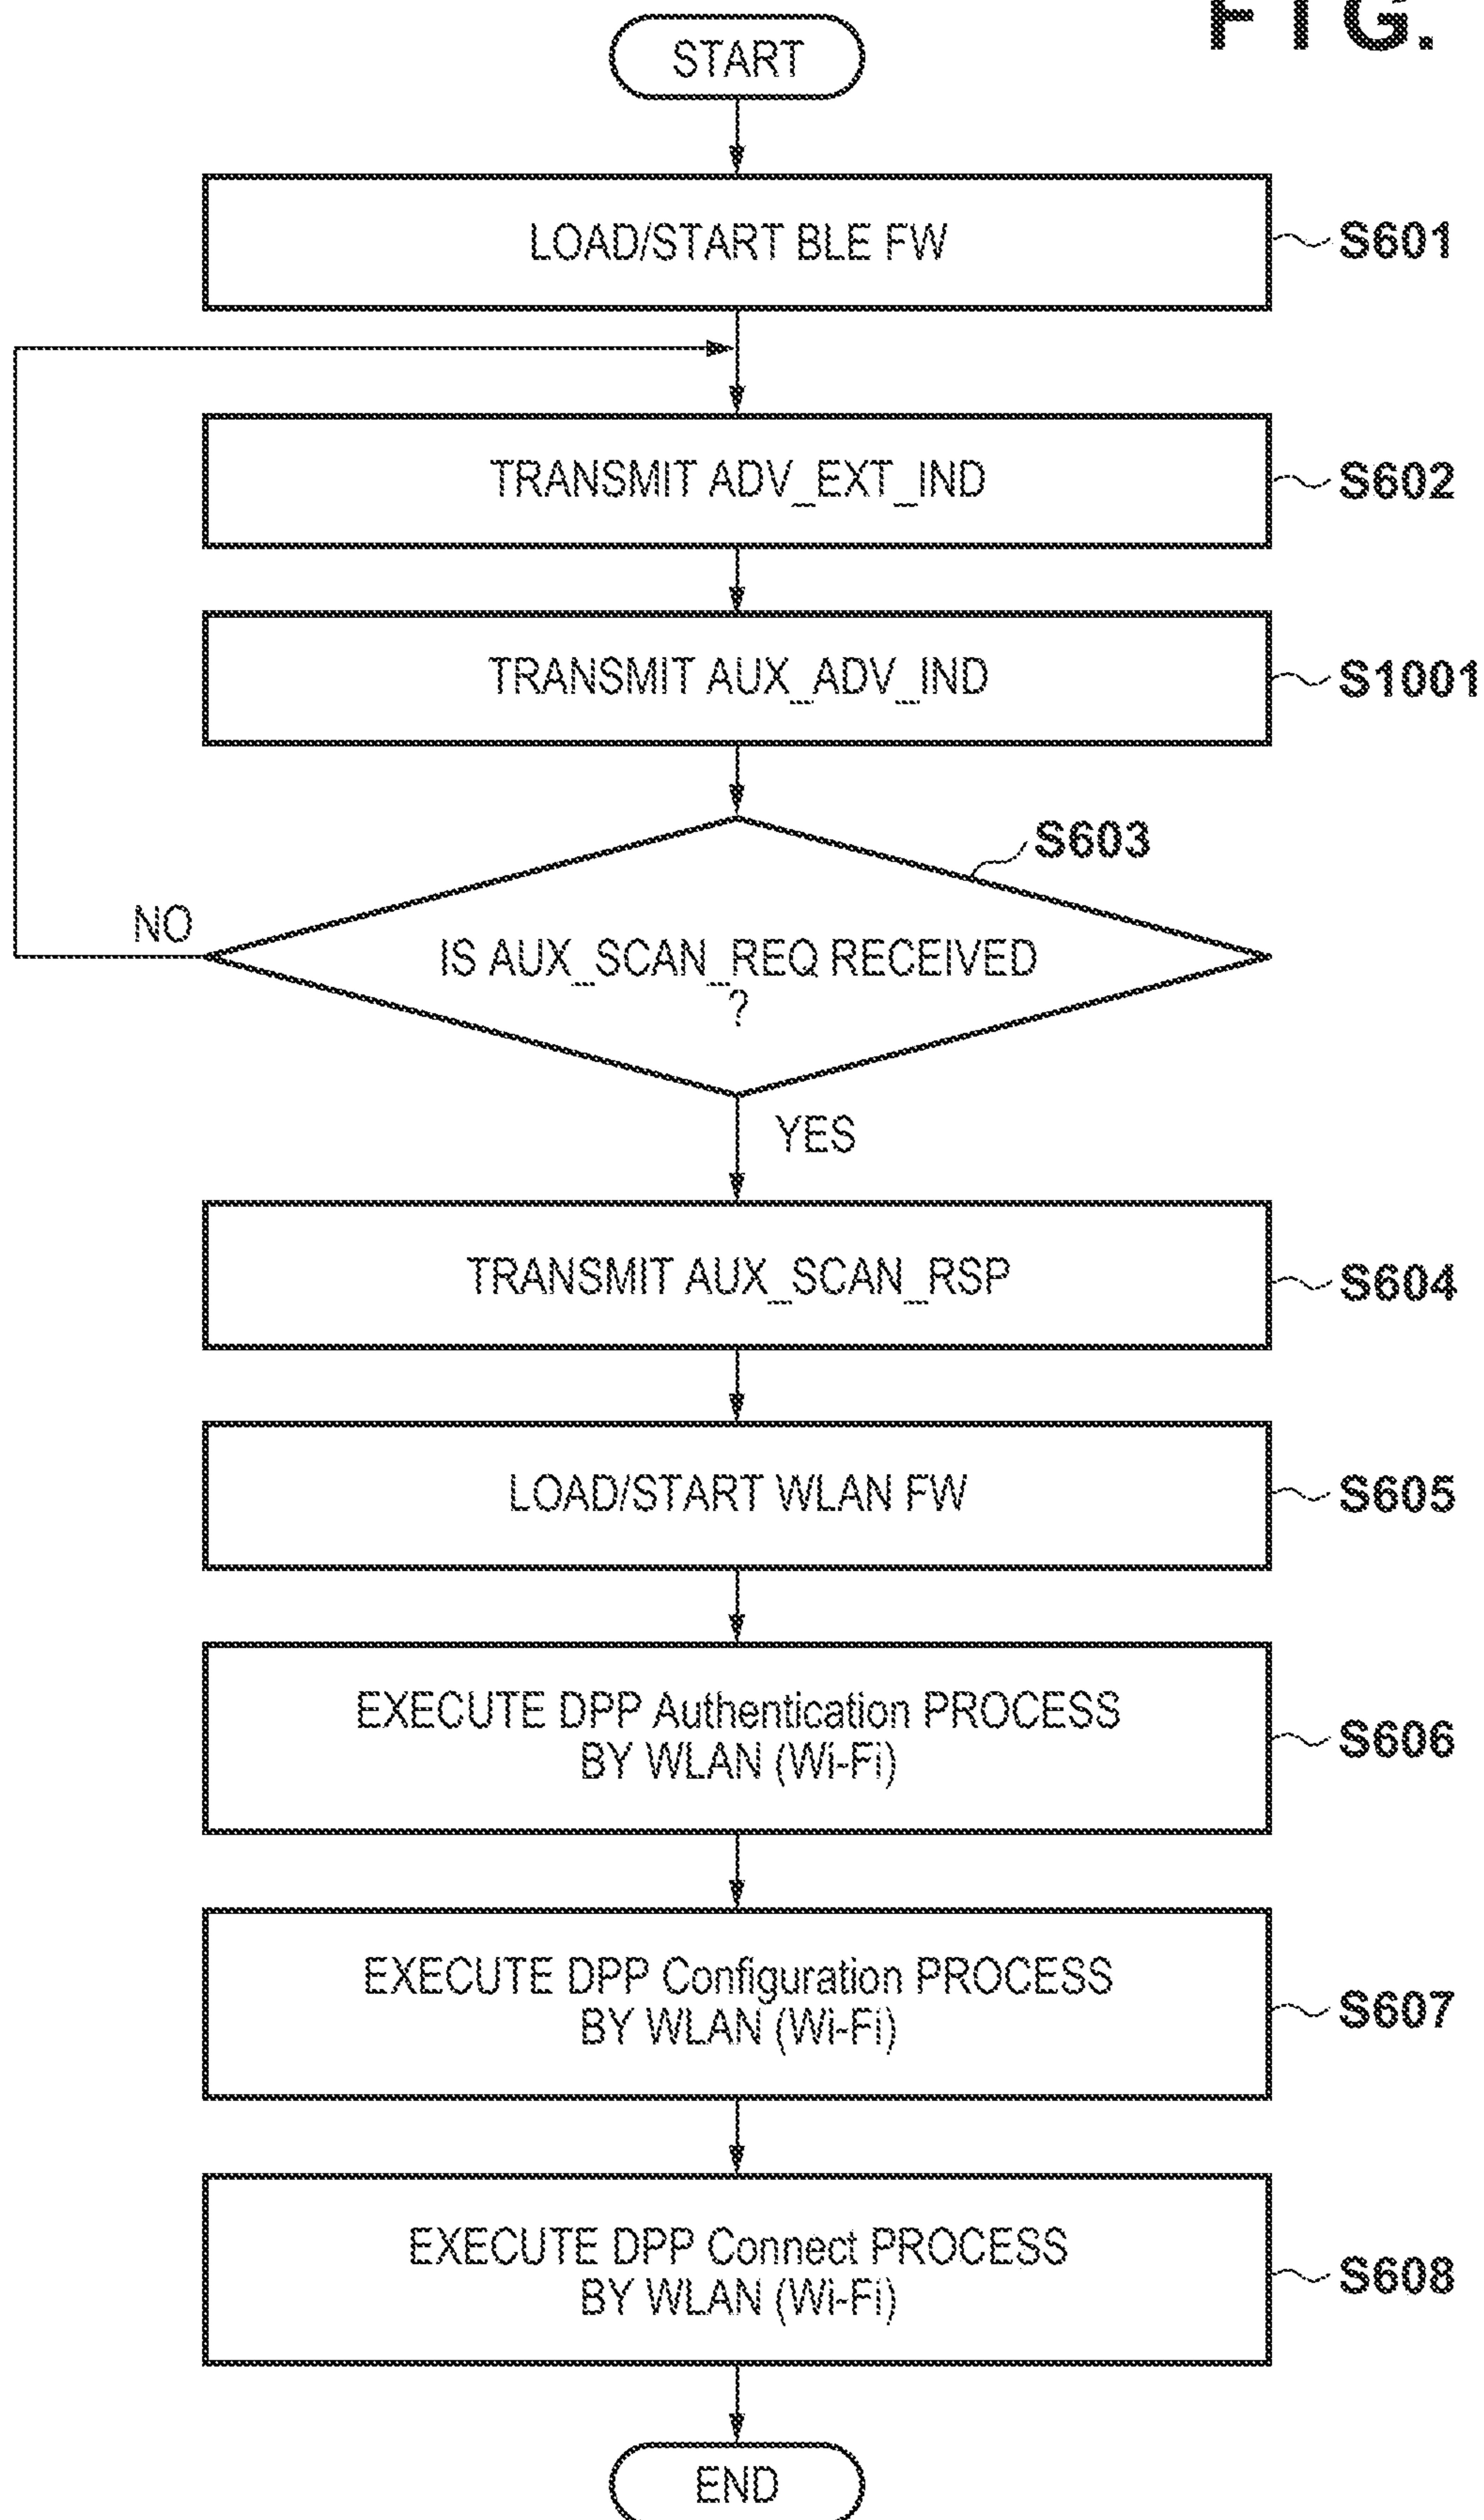 FIG.
START
LOAD/START BLE FW
S601
TRANSMIT ADV_EXT_IND
S602
TRANSMIT AUX_ADV_IND
S1001
S603
NO
IS AUX_SCAN_REQ RECEIVED
?
YES
TRANSMIT AUX_SCAN_RSP
S604
LOAD/START WLAN FW
S605
EXECUTE DPP Authentication PROCESS
BY WLAN (Wi-Fi)
S606
EXECUTE DPP Configuration PROCESS
BY WLAN (Wi-Fi)
S607
EXECUTE DPP Connect PROCESS
BY WLAN (Wi-Fi)
S608
END